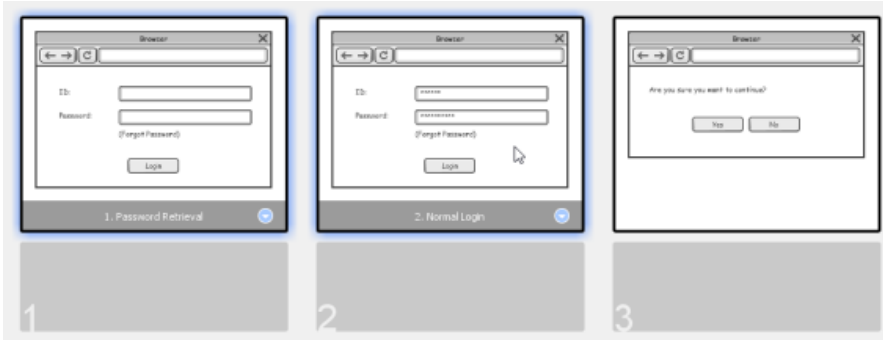 Browser
ID:
Password:
(Forgot Password)
Login
1. Password Retrieval
Browser
ID:
******
Password:
**********
(Forgot Password)
Login
2. Normal Login
Browser
Are you sure you want to continue?
Yes No
1
2
3